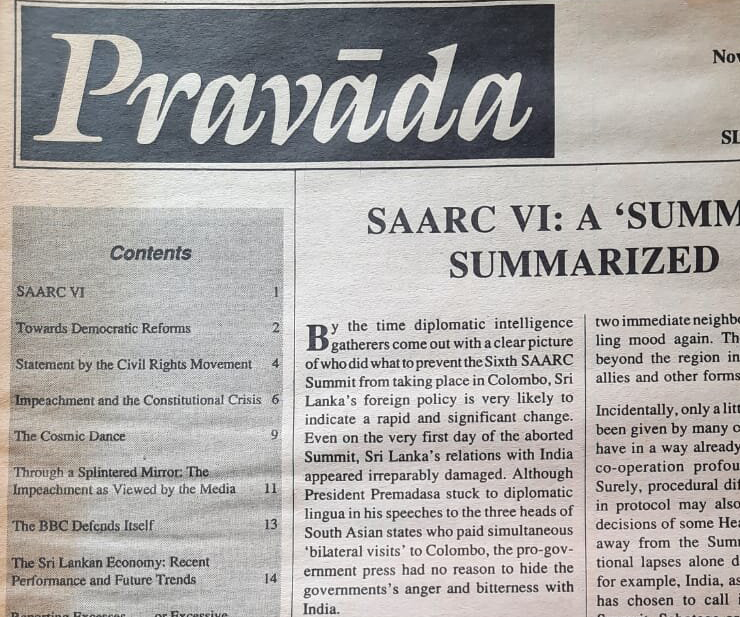 Pravāda
Nov
SL
Contents
SAARC VI 1
Towards Democratic Reforms 2
Statement by the Civil Rights Movement 4
Impeachment and the Constitutional Crisis 6
The Cosmic Dance 9
Through a Splintered Mirror: The
Impeachment as Viewed by the Media 11
The BBC Defends Itself 13
The Sri Lankan Economy: Recent
Performance and Future Trends 14
Reporting Excesses or Excessive
SAARC VI: A ‘SUMM
SUMMARIZED
By the time diplomatic intelligence
gatherers come out with a clear picture
of who did what to prevent the Sixth SAARC
Summit from taking place in Colombo, Sri
Lanka’s foreign policy is very likely to
indicate a rapid and significant change.
Even on the very first day of the aborted
Summit, Sri Lanka’s relations with India
appeared irreparably damaged. Although
President Premadasa stuck to diplomatic
lingua in his speeches to the three heads of
South Asian states who paid simultaneous
‘bilateral visits’ to Colombo, the pro-gov-
ernment press had no reason to hide the
governments’s anger and bitterness with
India.
two immediate neighbo
ling mood again. Th
beyond the region in
allies and other forms
Incidentally, only a litt
been given by many c
have in a way already
co-operation profou
Surely, procedural dif
in protocol may also
decisions of some Hea
away from the Sum
tional lapses alone d
for example, India, as
has chosen to call i